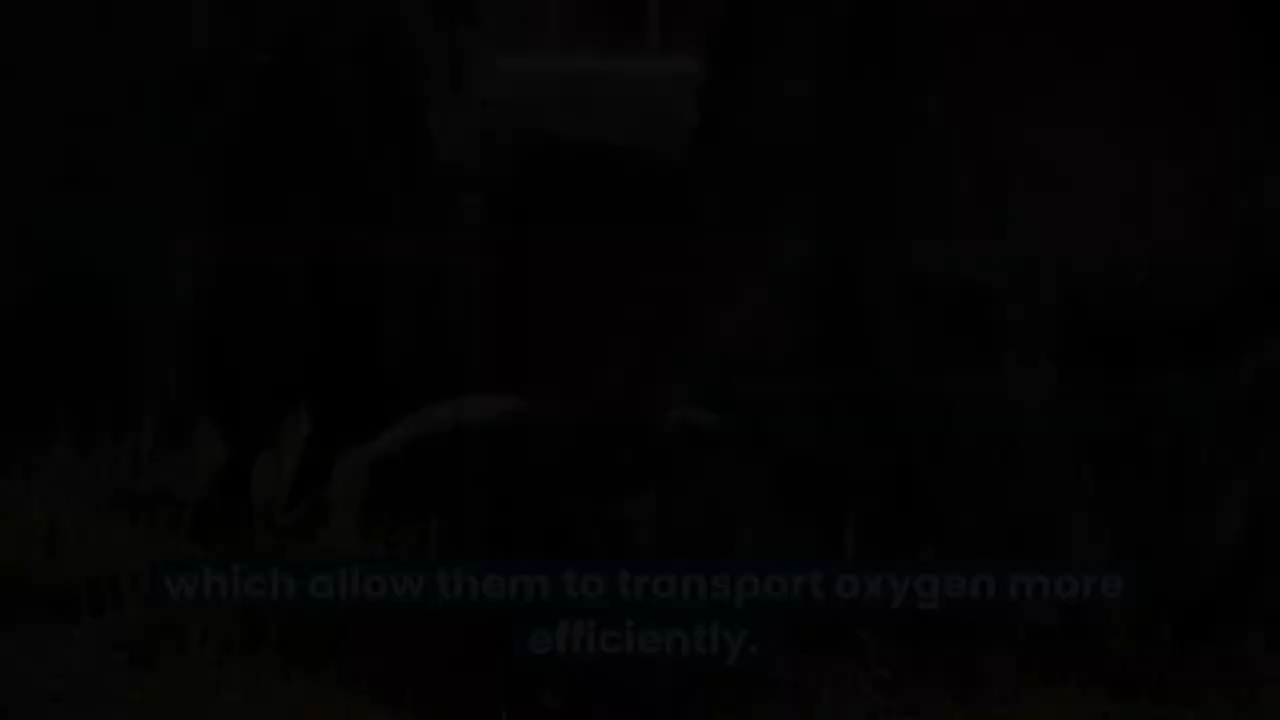 which allow them to transport oxygen more
efficiently.